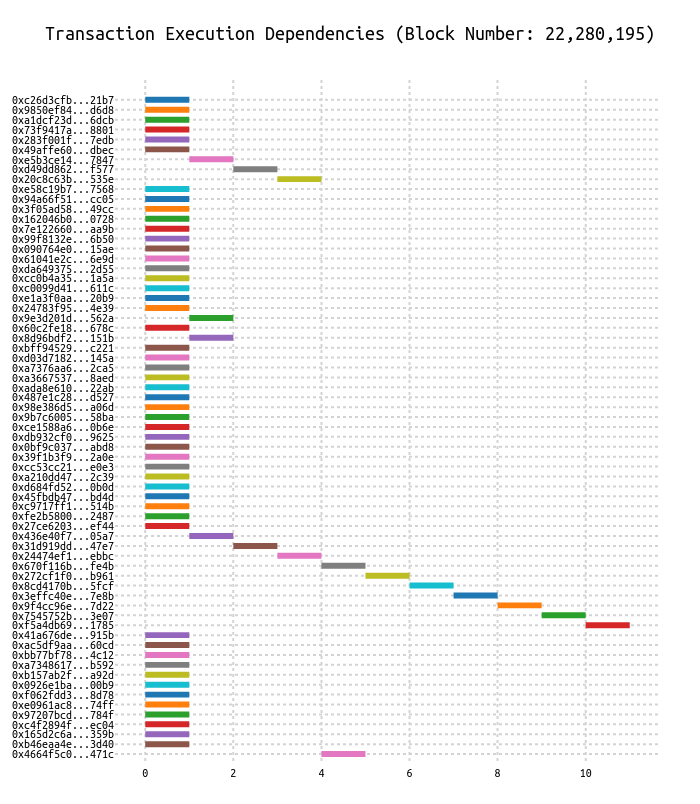 Transaction Execution Dependencies (Block Number: 22,280,195)
0xc26d3cfb...21b7
0x9850ef84...d6d8
0xa1dcf23d...6dcb
0x73f9417a...8801
0x283f001f...7edb
0x49affe60...dbec
0xe5b3ce14...7847
0xd49dd862...f577
0x20c8c63b...535e
0xe58c19b7...7568
0x94a66f51...cc05
0x3f05ad58...49cc
0x162046b0...0728
0x7e122660...aa9b
0x99f8132e...6b50
0x090764e0...15ae
0x61041e2c...6e9d
0xda649375...2d55
0xcc0b4a35...1a5a
0xc0099d41...611c
0xe1a3f0aa...20b9
0x24783f95...4e39
0x9e3d201d...562a
0x60c2fe18...678c
0x8d96bdf2...151b
0xbff94529...c221
0xd03d7182...145a
0xa7376aa6...2ca5
0xa3667537...8aed
0xada8e610...22ab
0x487e1c28...d527
0x98e386d5...a06d
0x9b7c6005...58ba
0xce1588a6...0b6e
0xdb932cf0...9625
0x0bf9c037...abd8
0x39f1b3f9...2a0e
0xcc53cc21...e0e3
0xa210dd47...2c39
0xd684fd52...0b0d
0x45fbdb47...bd4d
0xc9717ff1...514b
0xfe2b5800...2487
0x27ce6203...ef44
0x436e40f7...05a7
0x31d919dd...47e7
0x24474ef1...ebbc
0x670f116b...fe4b
0x272cf1f0...b961
0x8cd4170b...5fcf
0x3effc40e...7e8b
0x9f4cc96e...7d22
0x7545752b...3e07
0xf5a4db69...1785
0x41a676de...915b
0xac5df9aa...60cd
0xbb77bf78...4c12
0xa7348617...b592
0xb157ab2f...a92d
0x0926e1ba...00b9
0xf062fdd3...8d78
0xe0961ac8...74ff
0x97207bcd...784f
0xc4f2894f...ec04
0x165d2c6a...359b
0xb46eaa4e...3d40
0x4664f5c0...471c
0 2 4 6 8 10